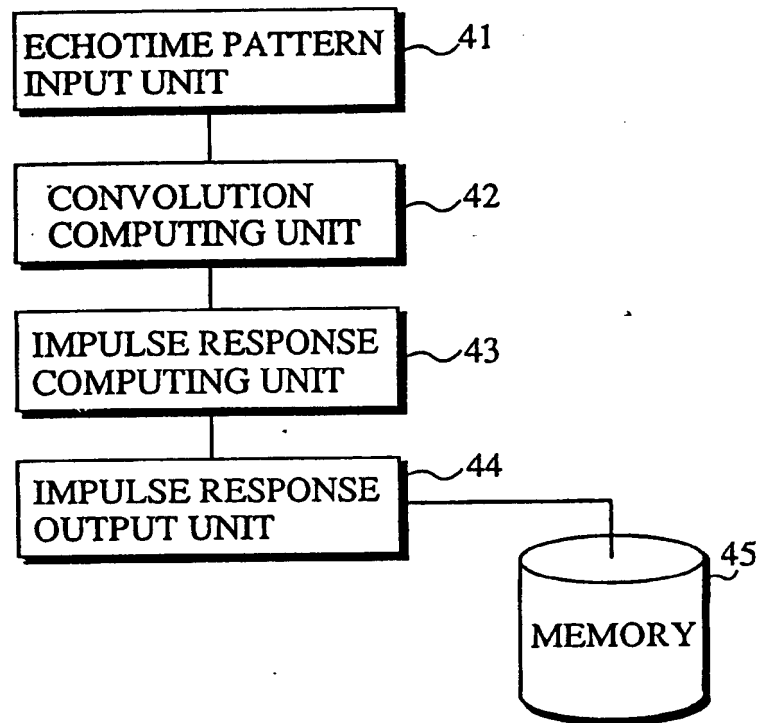 ECHOTIME PATTERN
INPUT UNIT
41
CONVOLUTION
COMPUTING UNIT
42
IMPULSE RESPONSE
COMPUTING UNIT
43
IMPULSE RESPONSE
OUTPUT UNIT
44
45
MEMORY